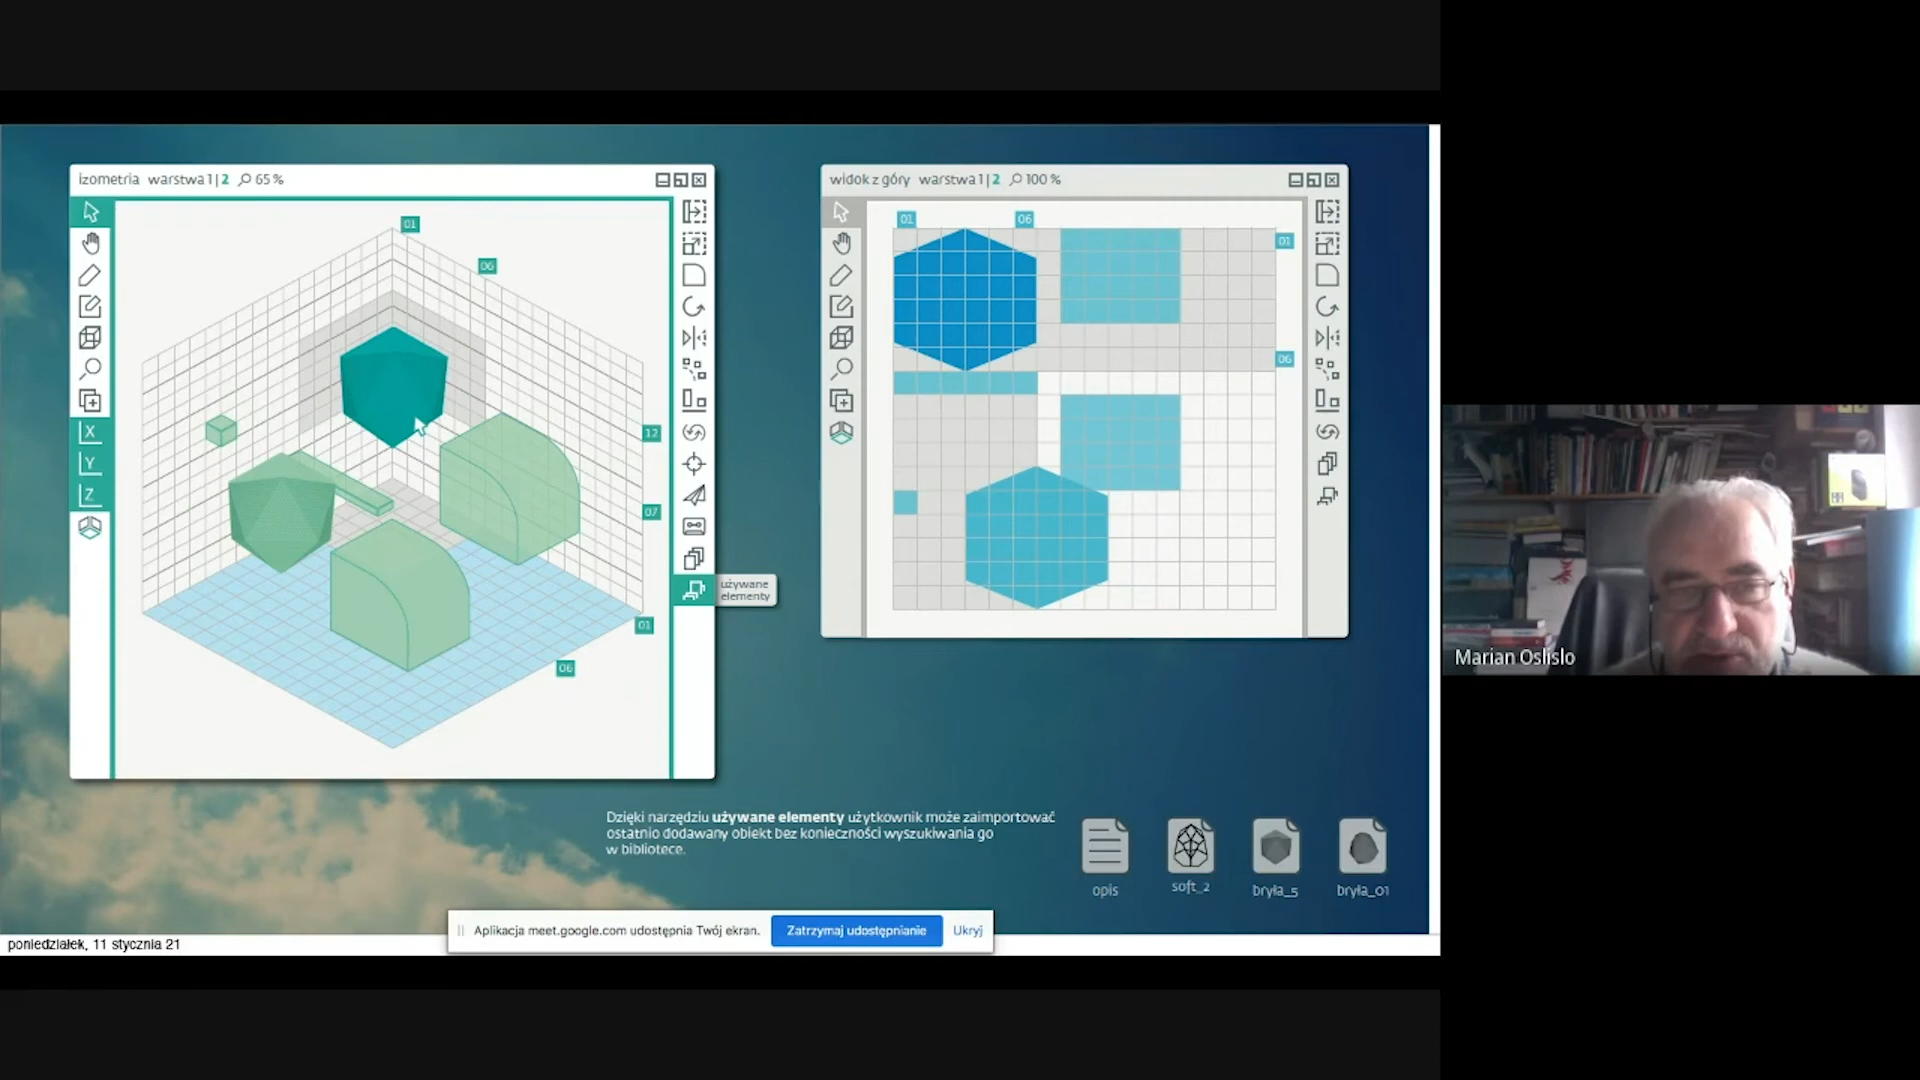 izometria warstwa 1|2 65%
01
06
12
07
01
06
X
Y
Z
używane
elementy
widok z góry warstwa 1|2 100%
01
06
01
06
Dzięki narzędziu używane elementy użytkownik może zaimportować
ostatnio dodawany obiekt bez konieczności wyszukiwania go
w bibliotece.
opis
soft_2
bryła_5
bryła_01
Aplikacja meet.google.com udostępnia Twój ekran.
Zatrzymaj udostępnianie
Ukryj
poniedziałek, 11 stycznia 21
Marian Oslislo